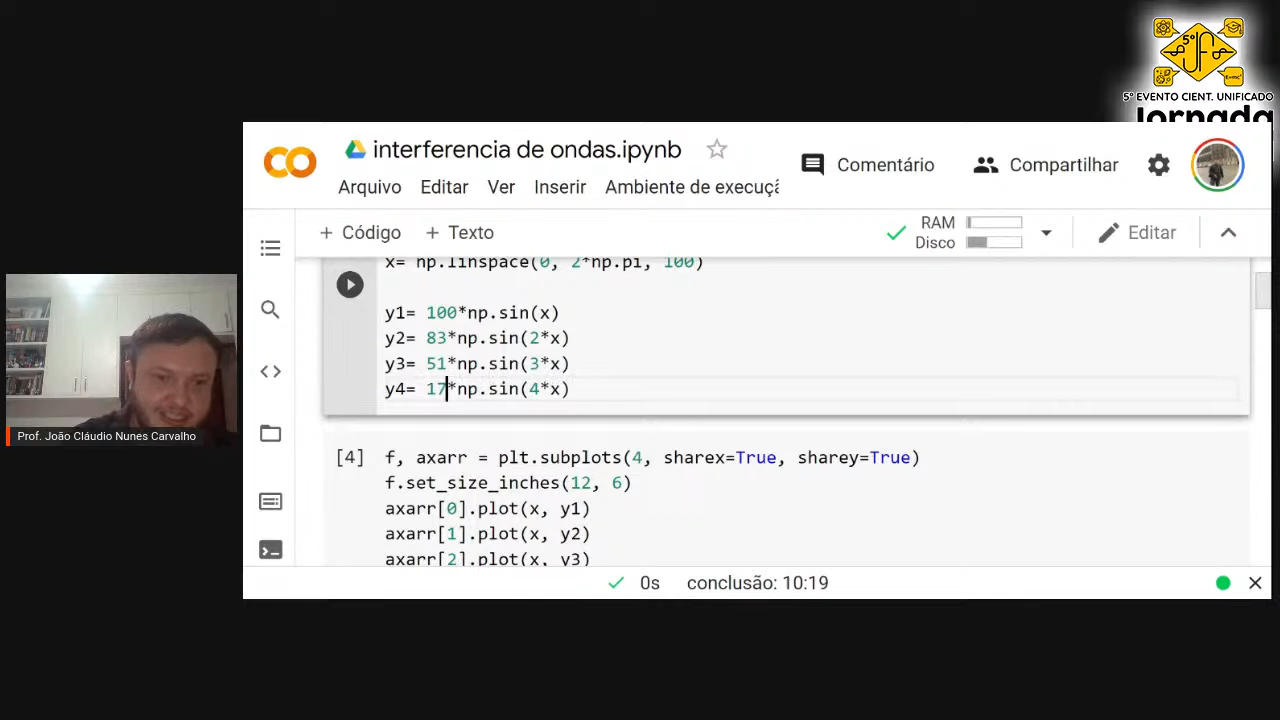 5º
E=mc²
5º EVENTO CIENT. UNIFICADO
Jornada
interferencia de ondas.ipynb
Comentário
Compartilhar
Arquivo Editar Ver Inserir Ambiente de execuçã
+ Código + Texto
RAM
Disco
Editar
x= np.linspace(0, 2*np.pi, 100)
y1= 100*np.sin(x)
y2= 83*np.sin(2*x)
y3= 51*np.sin(3*x)
y4= 17*np.sin(4*x)
[4] f, axarr = plt.subplots(4, sharex=True, sharey=True)
f.set_size_inches(12, 6)
axarr[0].plot(x, y1)
axarr[1].plot(x, y2)
axarr[2].plot(x, y3)
0s conclusão: 10:19
Prof. João Cláudio Nunes Carvalho